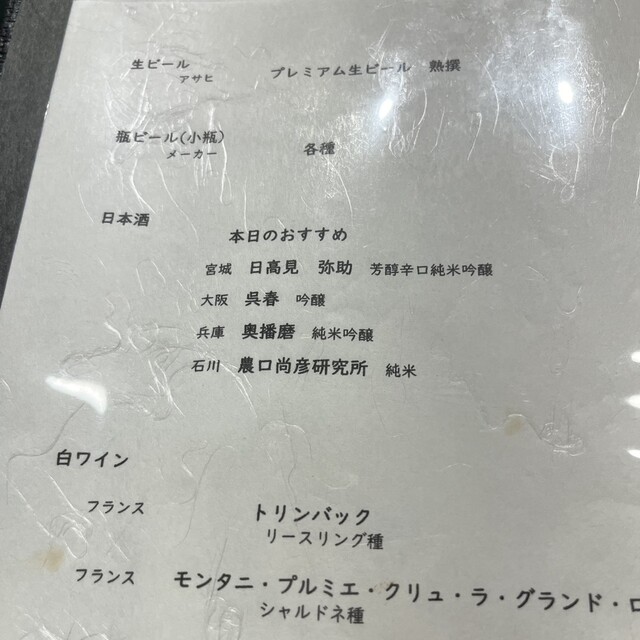 生ビール
アサヒ プレミアム生ビール 熟撰
瓶ビール(小瓶)
メーカー 各種
日本酒
本日のおすすめ
宮城 日高見 弥助 芳醇辛口純米吟醸
大阪 呉春 吟醸
兵庫 奥播磨 純米吟醸
石川 農口尚彦研究所 純米
白ワイン
フランス トリンバック
リースリング種
フランス モンタニ・プルミエ・クリュ・ラ・グランド・ロ
シャルドネ種